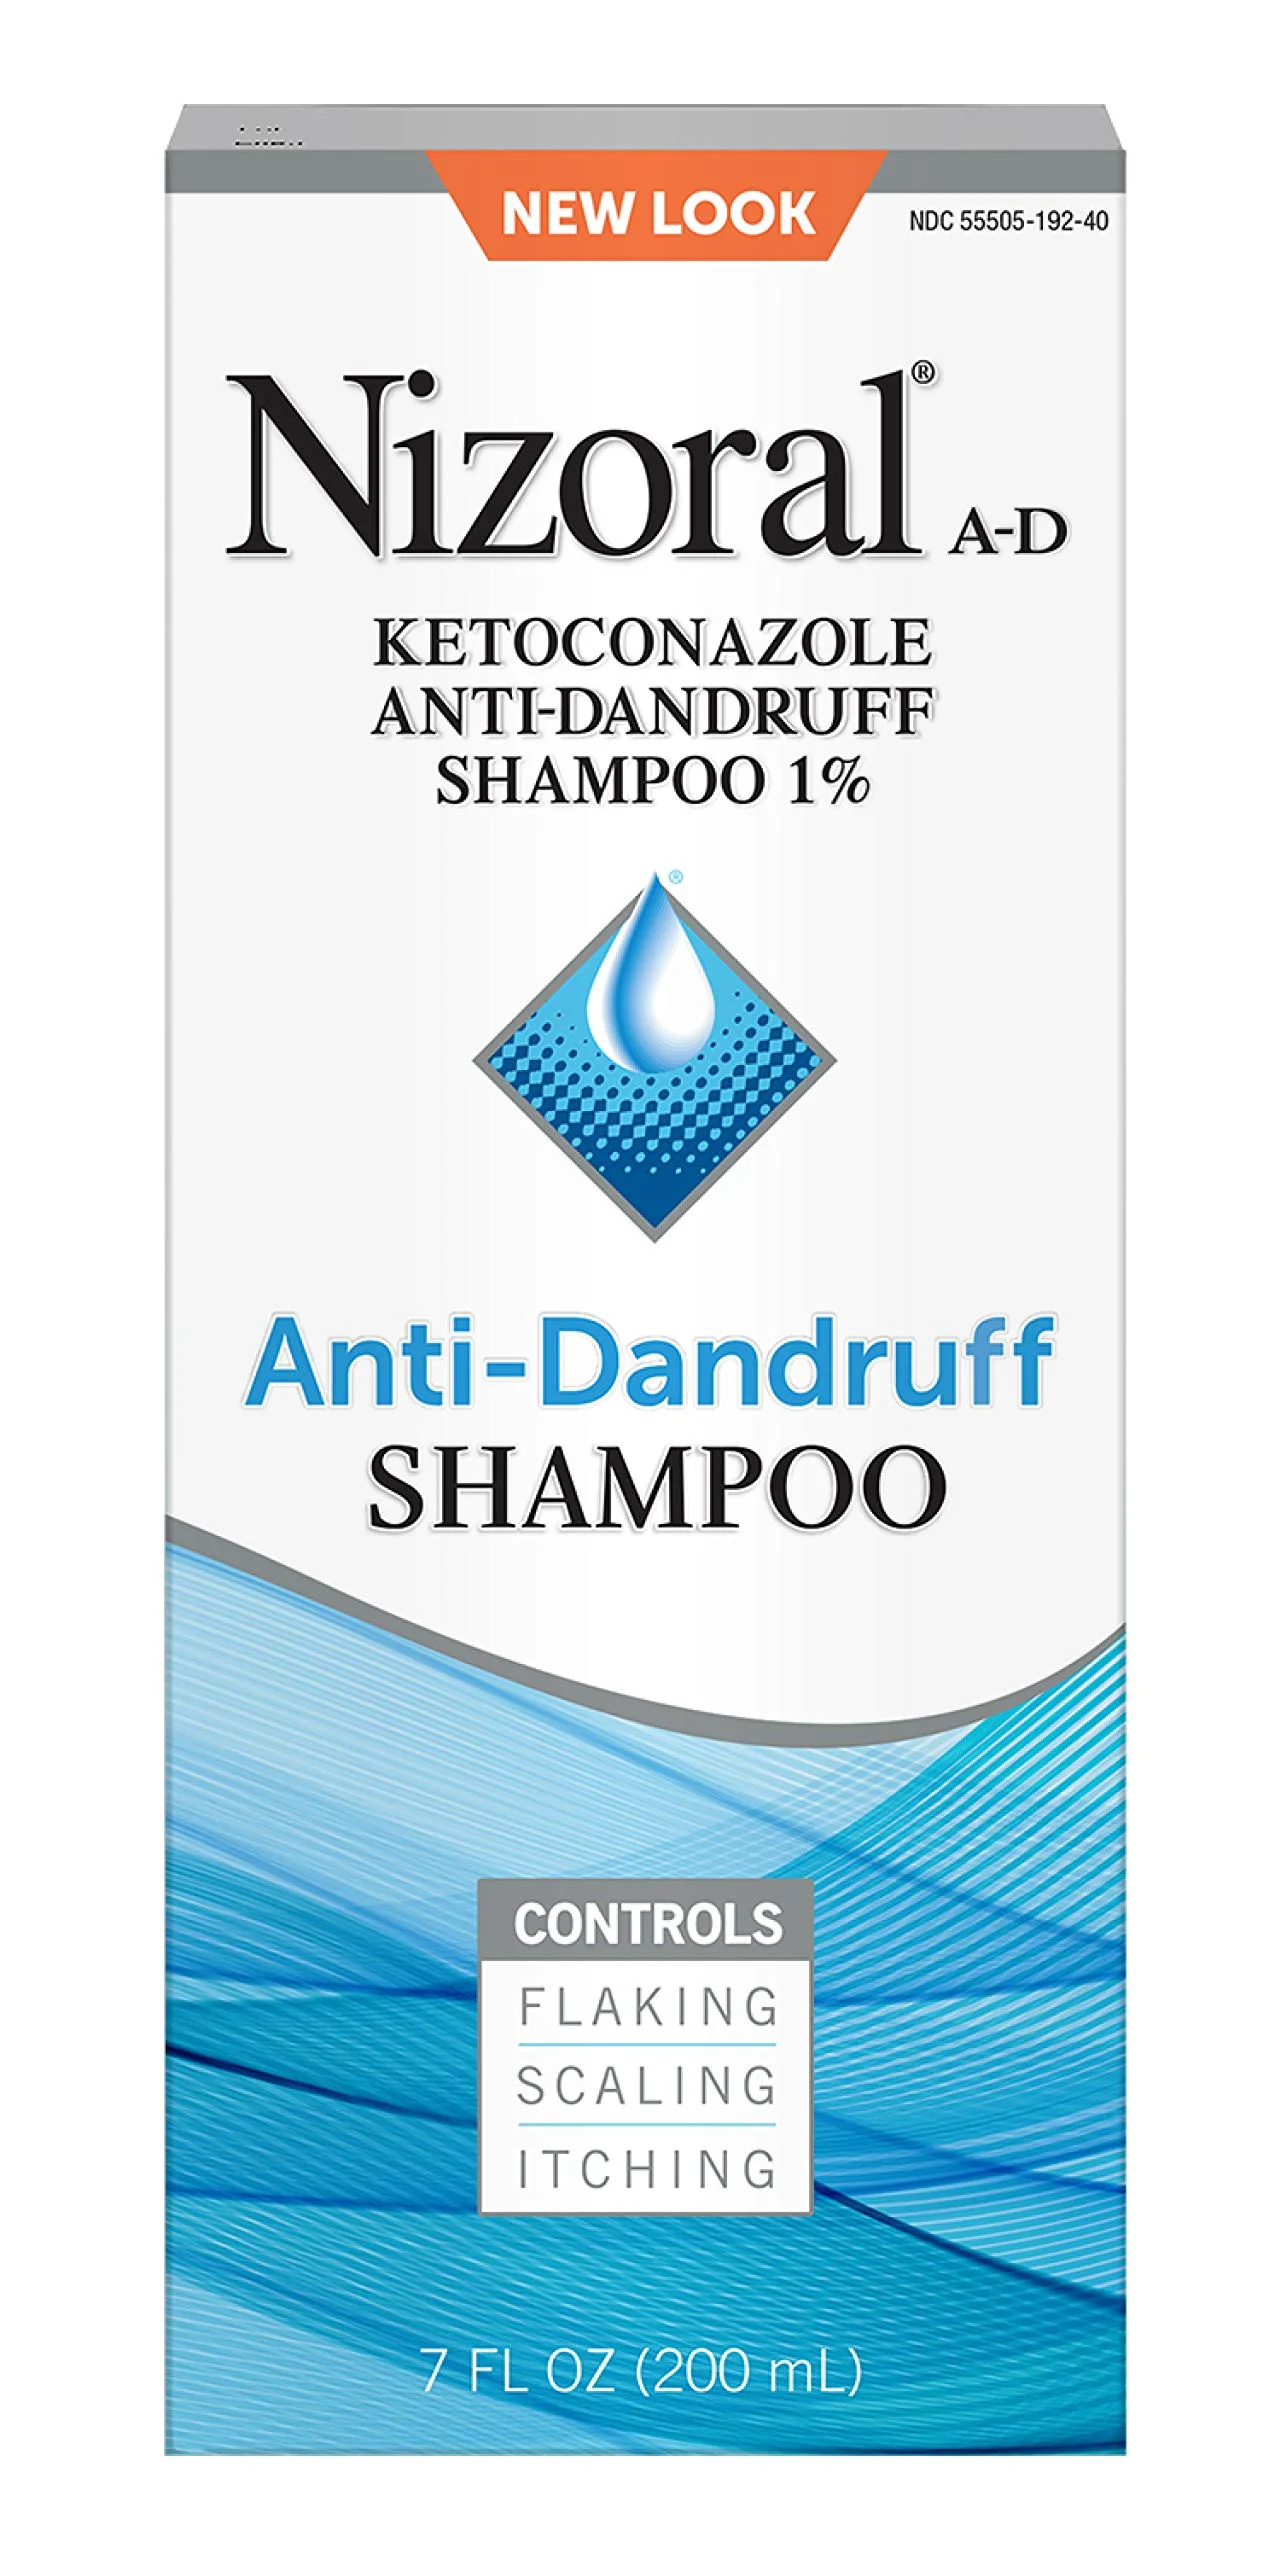 NEW LOOK
NDC 55505-192-40
Nizoral® A-D
KETOCONAZOLE
ANTI-DANDRUFF
SHAMPOO 1%
®
Anti-Dandruff
SHAMPOO
CONTROLS
FLAKING
SCALING
ITCHING
7 FL OZ (200 mL)